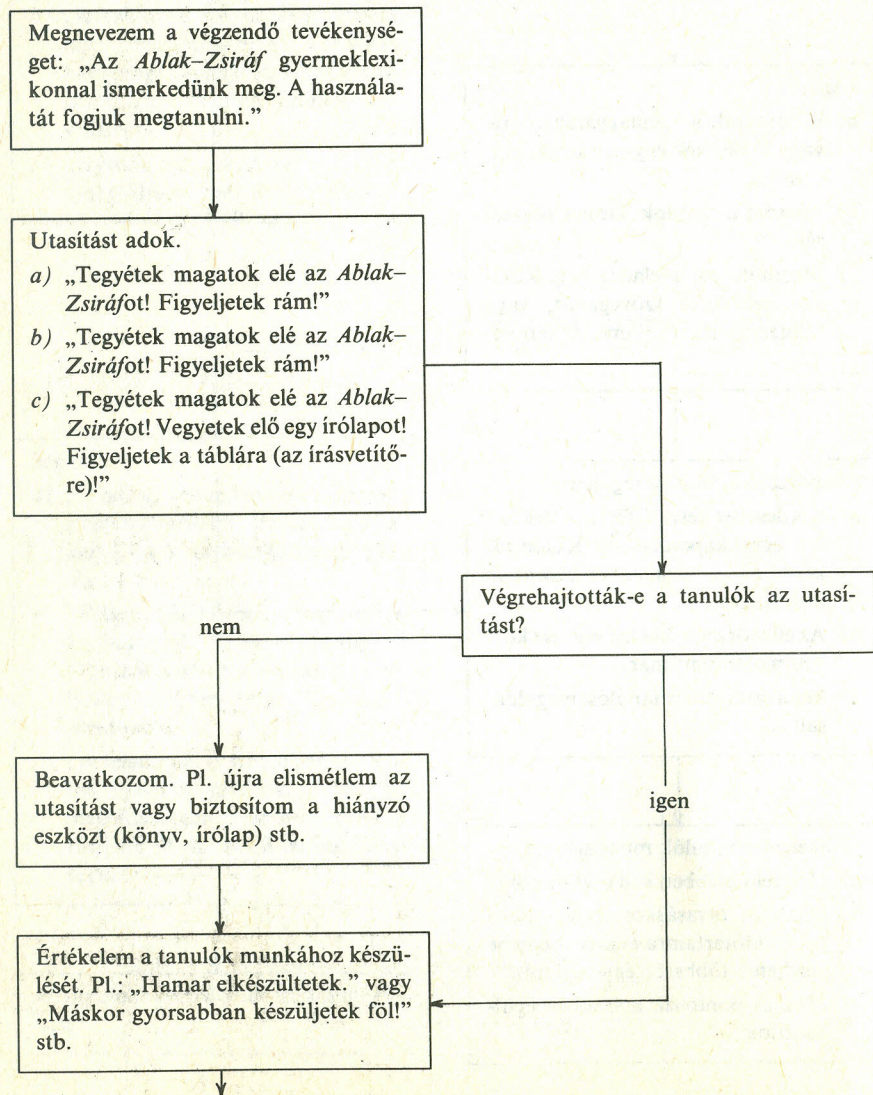 Megnevezem a végzendő tevékenysé-
get: „Az Ablak–Zsiráf gyermeklexi-
konnal ismerkedünk meg. A használa-
tát fogjuk megtanulni.”
Utasítást adok.
a) „Tegyétek magatok elé az Ablak–
Zsiráfot! Figyeljetek rám!”
b) „Tegyétek magatok elé az Ablak–
Zsiráfot! Figyeljetek rám!”
c) „Tegyétek magatok elé az Ablak–
Zsiráfot! Vegyetek elő egy írólapot!
Figyeljetek a táblára (az írásvetítő-
re)!”
Végrehajtották-e a tanulók az utasí-
tást?
nem
Beavatkozom. Pl. újra elismétlem az
utasítást vagy biztosítom a hiányzó
eszközt (könyv, írólap) stb.
igen
Értékelem a tanulók munkához készü-
lését. Pl.: „Hamar elkészültetek.” vagy
„Máskor gyorsabban készüljetek föl!”
stb.